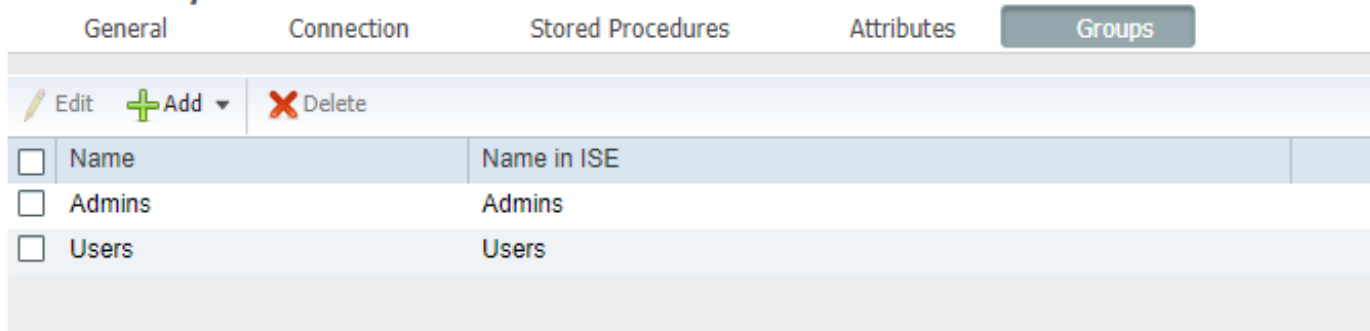 General Connection Stored Procedures Attributes Groups
Edit Add Delete
Name Name in ISE
Admins Admins
Users Users